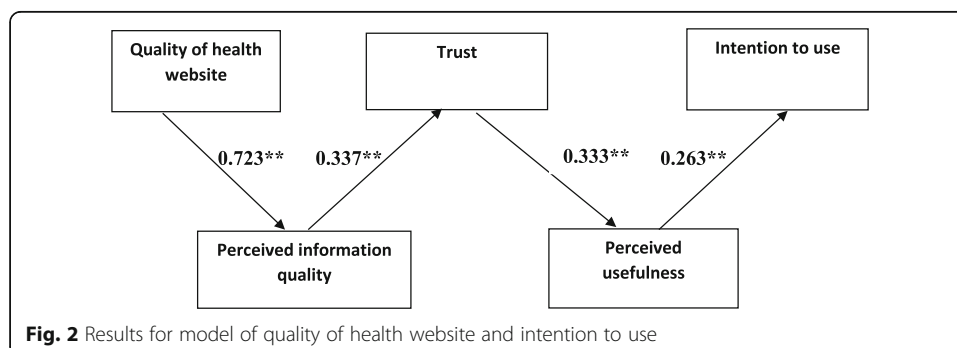 Quality of health
website
Trust
Intention to use
0.723**
0.337**
0.333**
0.263**
Perceived information
quality
Perceived
usefulness
Fig. 2 Results for model of quality of health website and intention to use